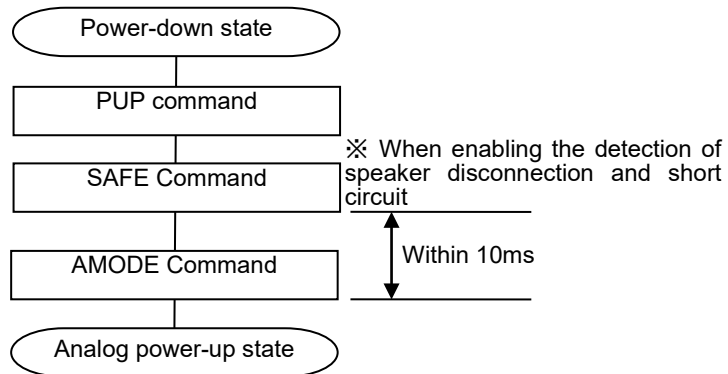 Power-down state
PUP command
※ When enabling the detection of
speaker disconnection and short
circuit
SAFE Command
Within 10ms
AMODE Command
Analog power-up state